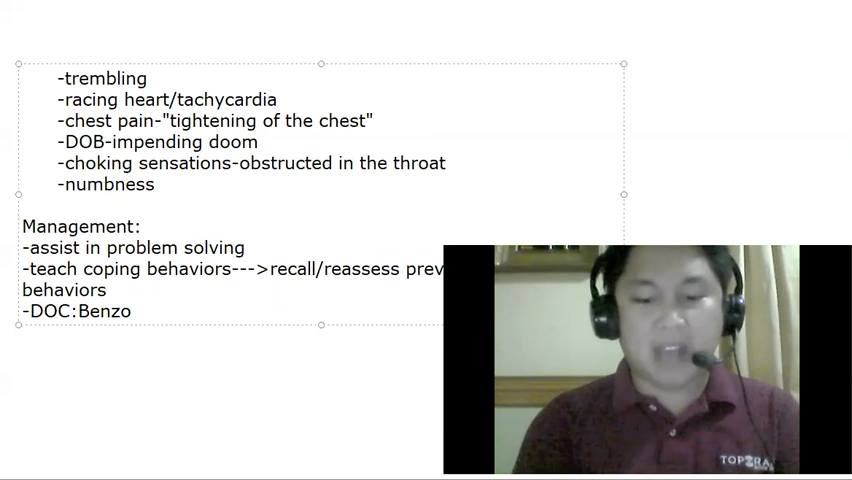 -trembling
-racing heart/tachycardia
-chest pain-"tightening of the chest"
-DOB-impending doom
-choking sensations-obstructed in the throat
-numbness
Management:
-assist in problem solving
-teach coping behaviors--->recall/reassess
behaviors
-DOC:Benzo